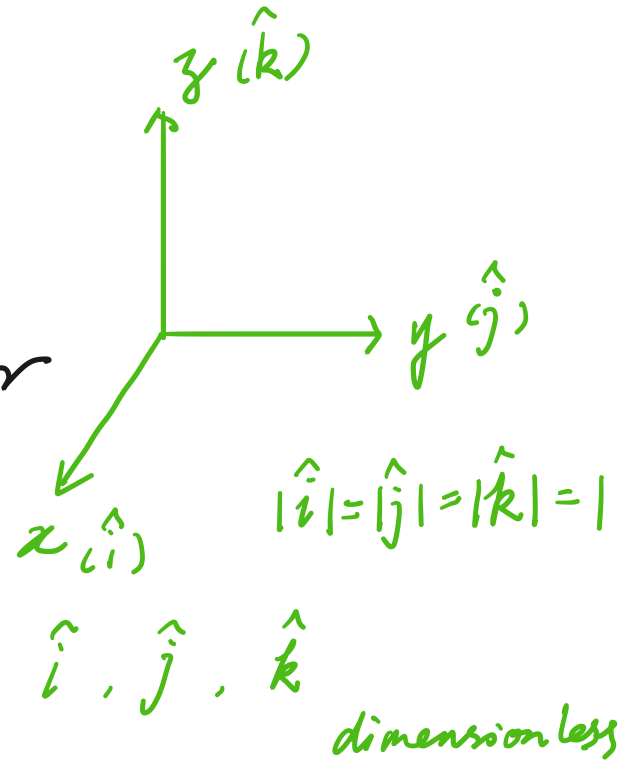 z (k̂)
y (ĵ)
x (î)
|î| = |ĵ| = |k̂| = 1
î , ĵ , k̂
dimensionless